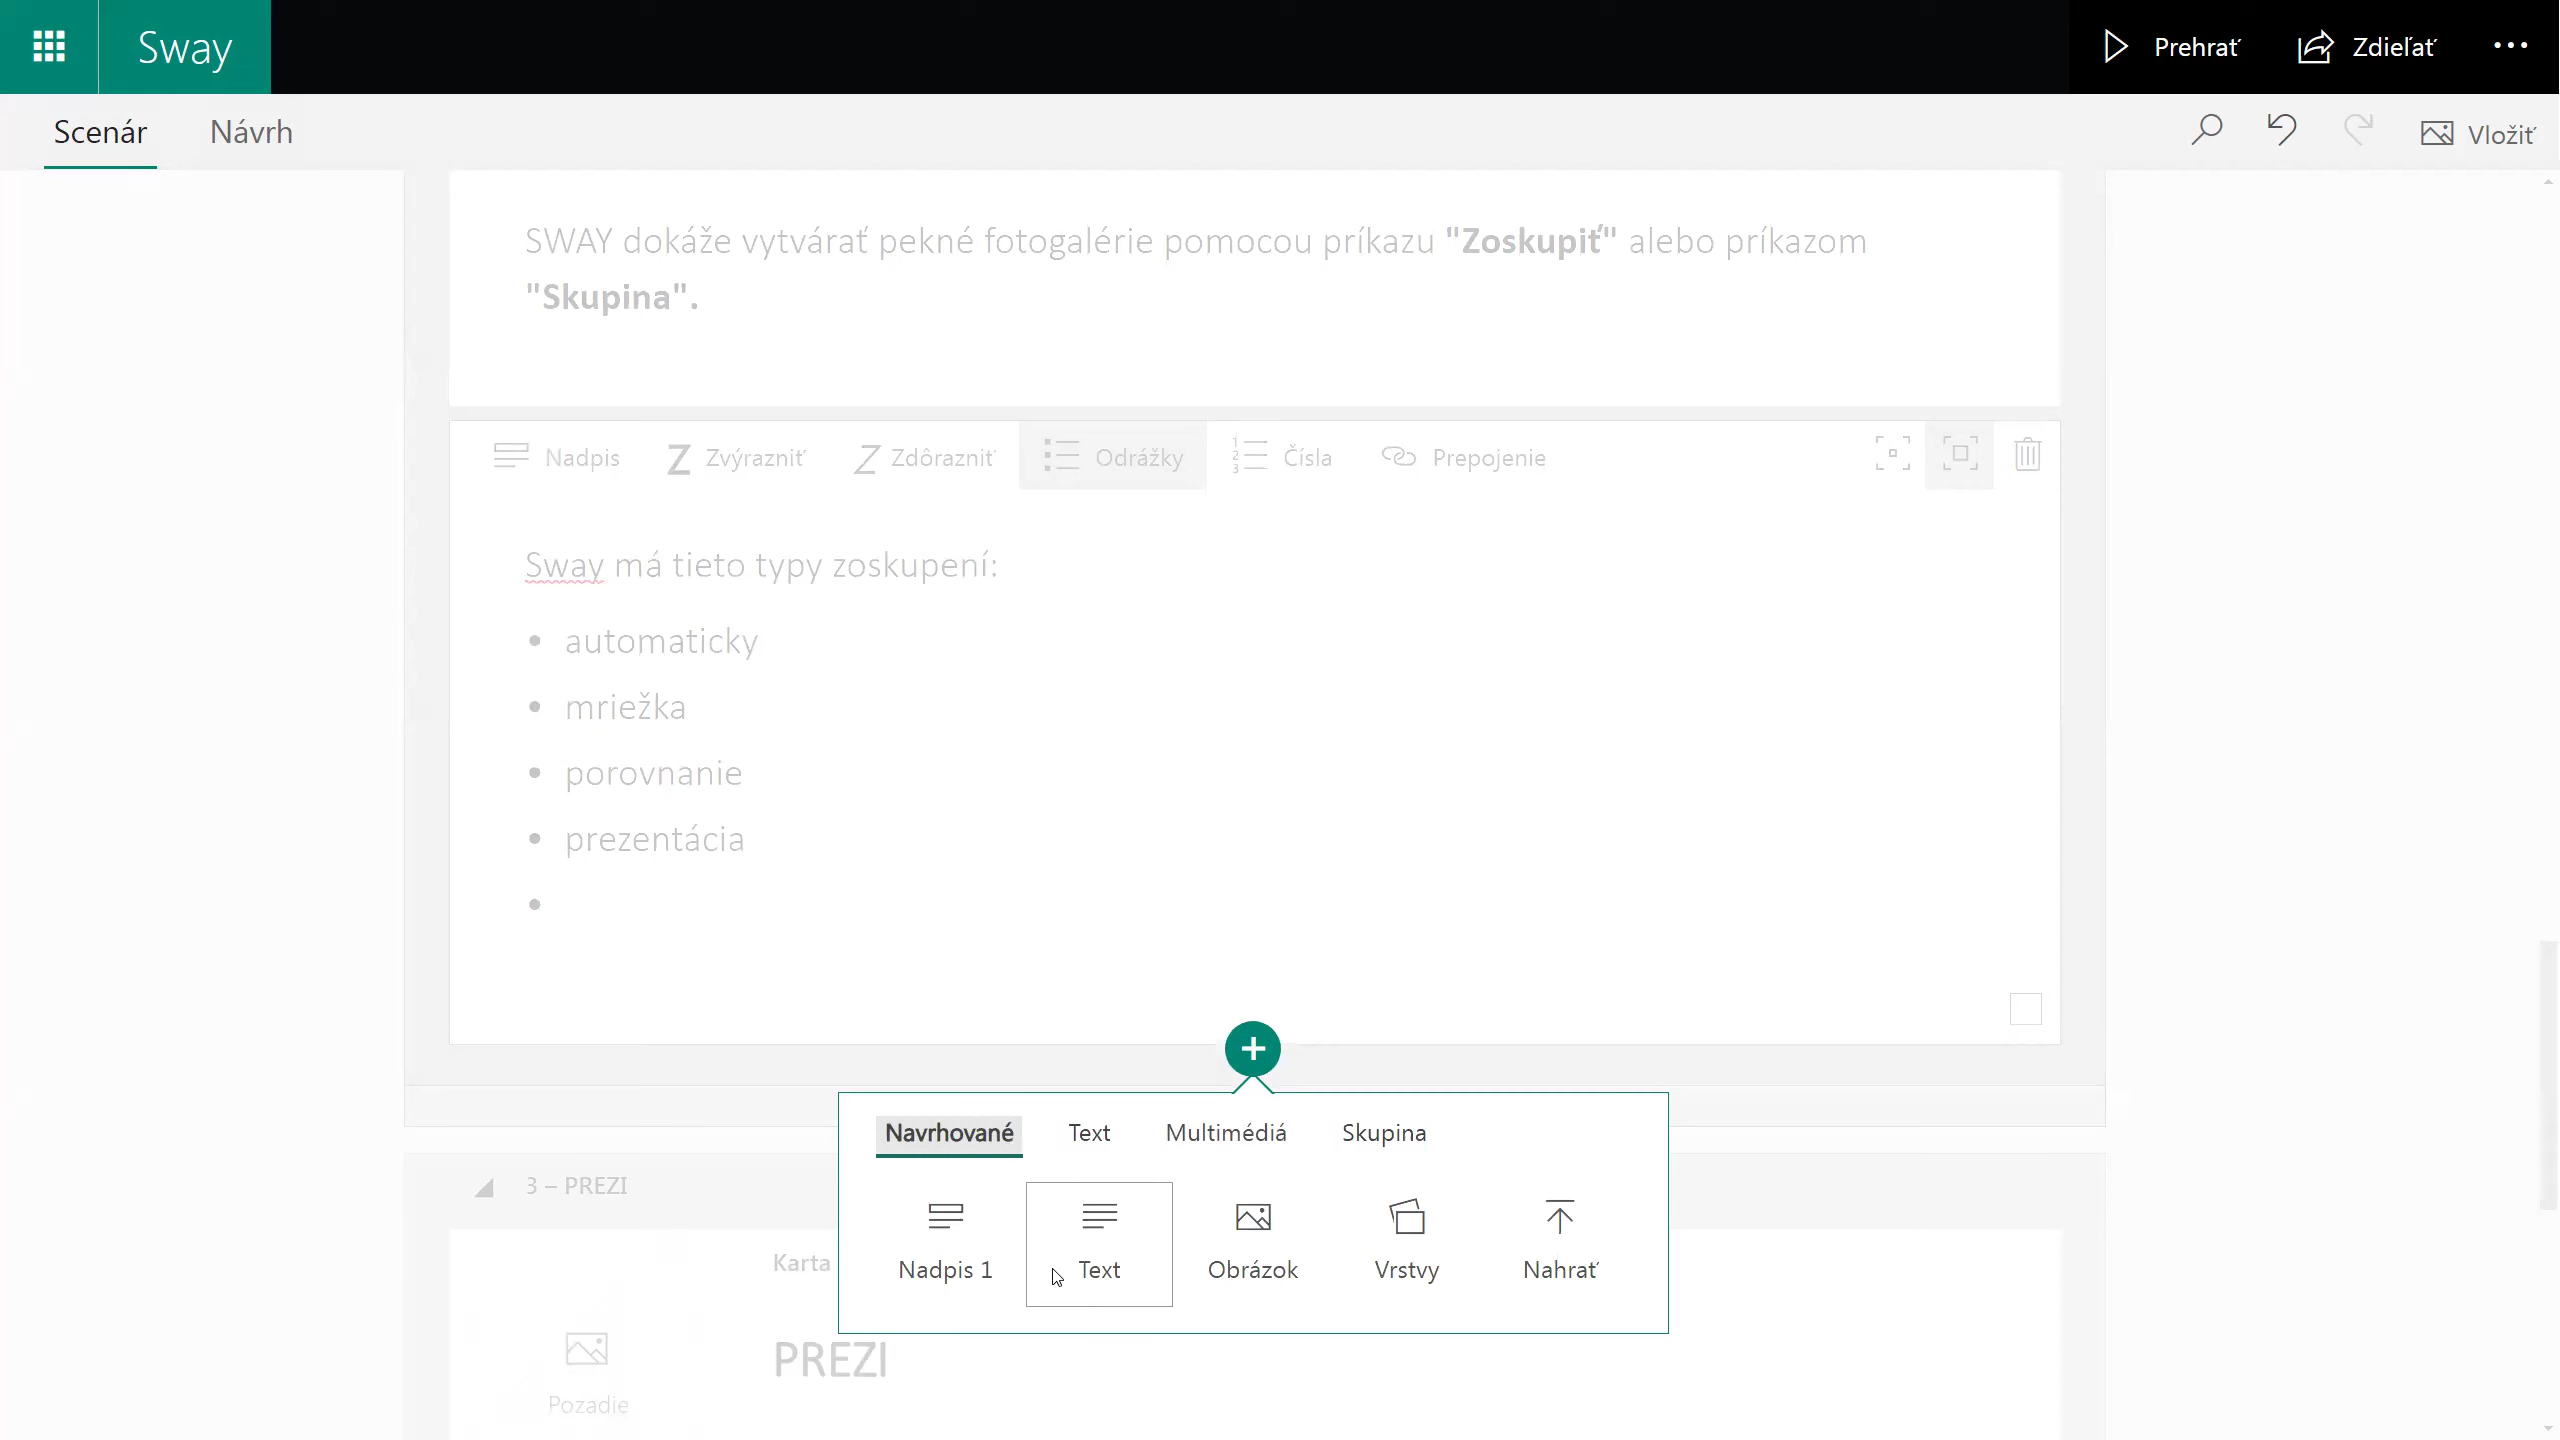 Sway
Prehrať
Zdieľať
Scenár
Návrh
Vložiť
SWAY dokáže vytvárať pekné fotogalérie pomocou príkazu "Zoskupiť" alebo príkazom
"Skupina".
Nadpis
Z Zvýrazniť
Z Zdôrazniť
Odrážky
Čísla
Prepojenie
Sway má tieto typy zoskupení:
• automaticky
• mriežka
• porovnanie
• prezentácia
•
Navrhované
Text
Multimédiá
Skupina
Nadpis 1
Text
Obrázok
Vrstvy
Nahrať
3 – PREZI
Karta
PREZI
Pozadie